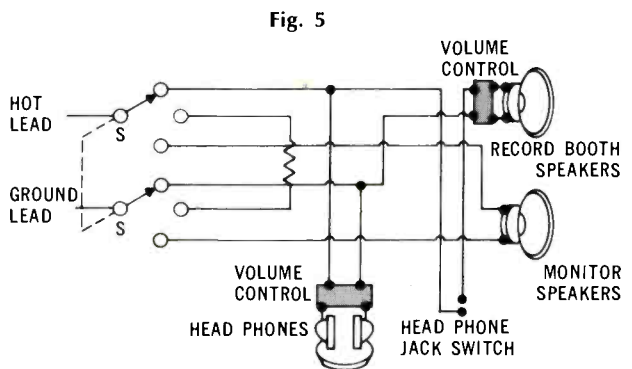 Fig. 5
VOLUME
CONTROL
HOT
LEAD
S
RECORD BOOTH
SPEAKERS
GROUND
LEAD
S
VOLUME
CONTROL
MONITOR
SPEAKERS
HEAD PHONES
HEAD PHONE
JACK SWITCH